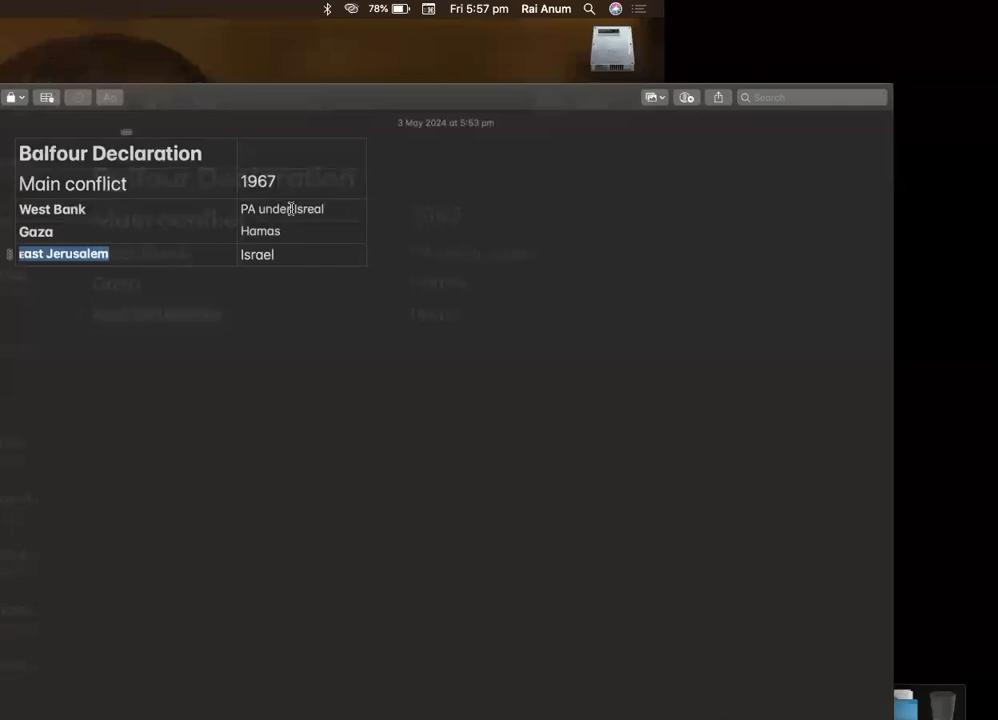 78% Fri 5:57 pm Rai Anum
Search
3 May 2024 at 5:53 pm
Balfour Declaration
Main conflict 1967
West Bank PA under Isreal
Gaza Hamas
East Jerusalem Israel